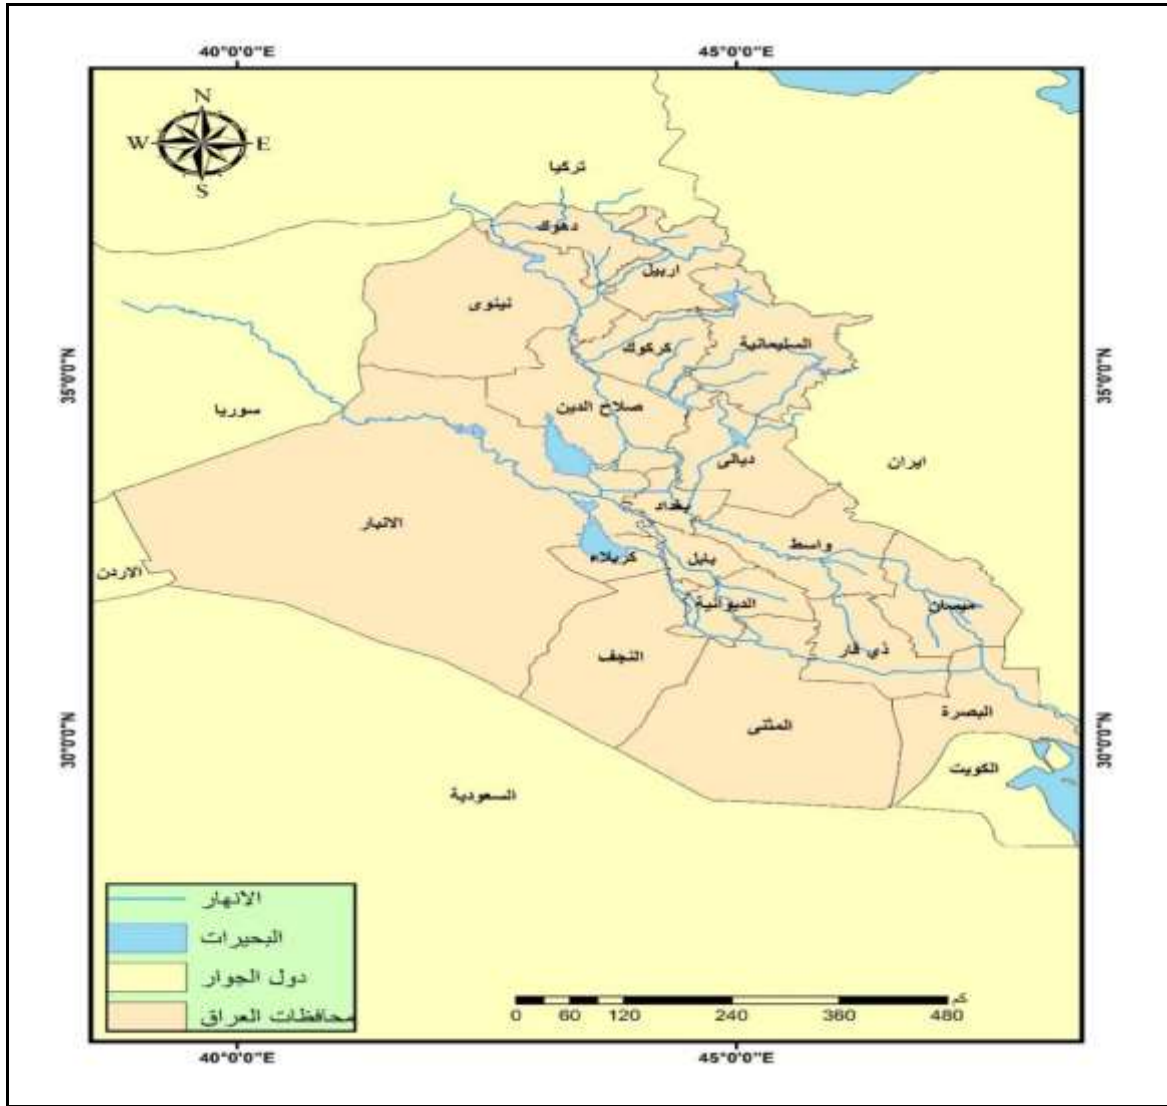 40°0'0"E 45°0'0"E
N
W E
S
تركيا
دهوك
اربيل
نينوى
كركوك
السليمانية
35°0'0"N 35°0'0"N
صلاح الدين
سوريا
ديالى
ايران
بغداد
الانبار
واسط
كربلاء
بابل
الاردن
الديوانية
ميسان
النجف
ذي قار
البصرة
المثنى
30°0'0"N 30°0'0"N
الكويت
السعودية
الانهار
البحيرات
دول الجوار
محافظات العراق
كم
0 60 120 240 360 480
40°0'0"E 45°0'0"E